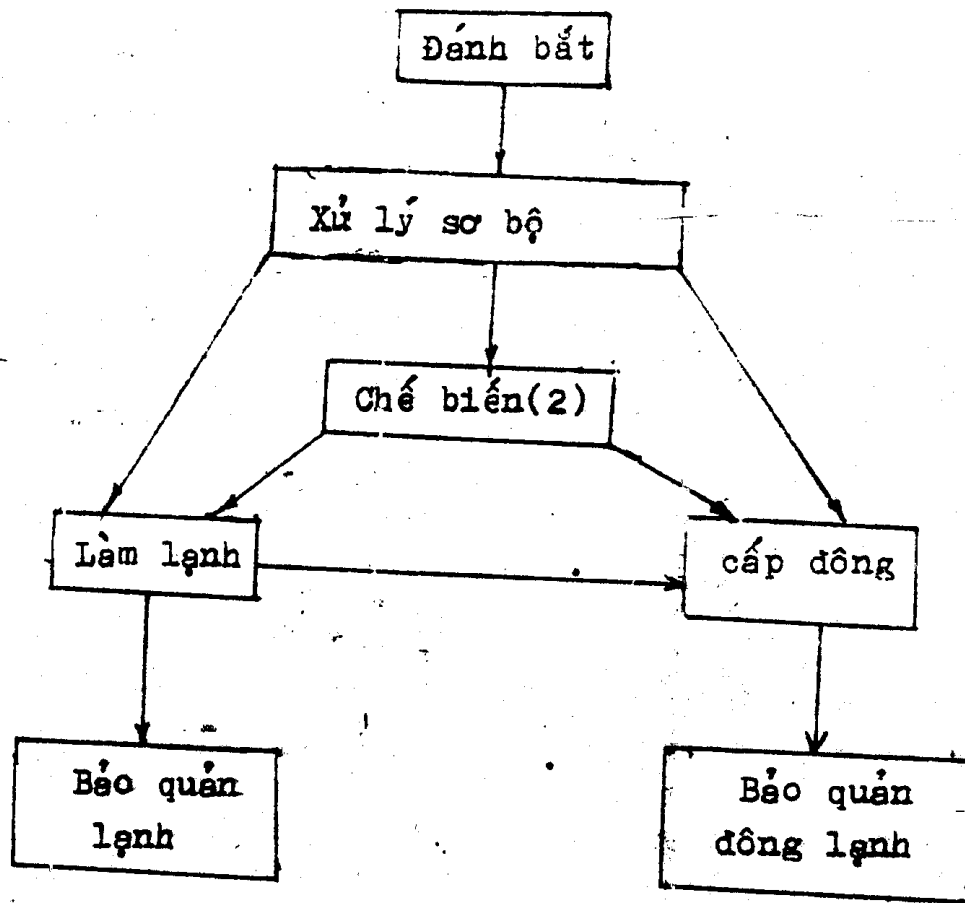 Đánh bắt
Xử lý sơ bộ
Chế biến(2)
Làm lạnh
cấp đông
Bảo quản
lạnh
Bảo quản
đông lạnh